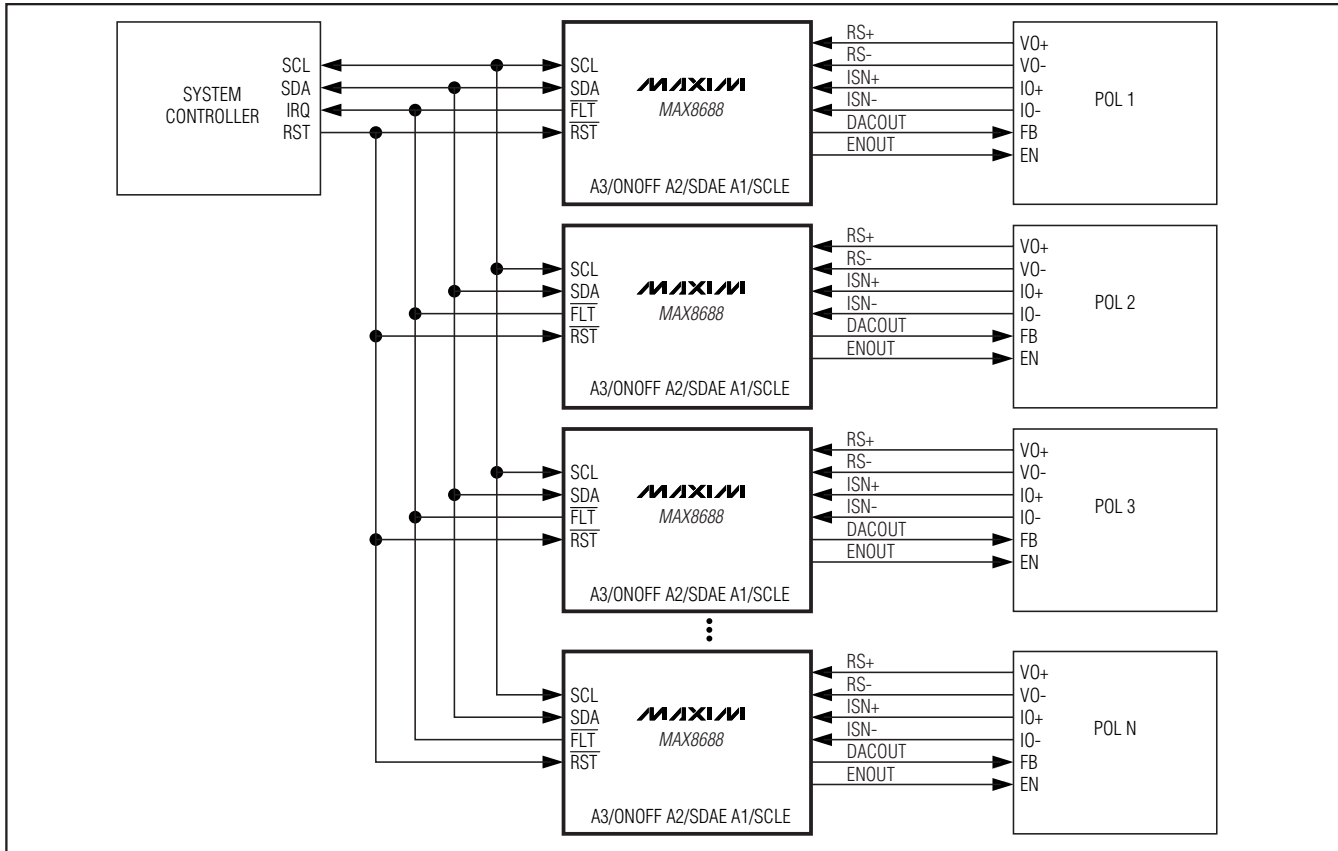 SYSTEM
CONTROLLER
SCL
SDA
IRQ
RST
SCL
SDA
FLT
RST
MAXIM
MAX8688
A3/ONOFF A2/SDAE A1/SCLE
RS+
RS-
ISN+
ISN-
DACOUT
ENOUT
VO+
VO-
IO+
IO-
FB
EN
POL 1
SCL
SDA
FLT
RST
MAXIM
MAX8688
A3/ONOFF A2/SDAE A1/SCLE
RS+
RS-
ISN+
ISN-
DACOUT
ENOUT
VO+
VO-
IO+
IO-
FB
EN
POL 2
SCL
SDA
FLT
RST
MAXIM
MAX8688
A3/ONOFF A2/SDAE A1/SCLE
RS+
RS-
ISN+
ISN-
DACOUT
ENOUT
VO+
VO-
IO+
IO-
FB
EN
POL 3
SCL
SDA
FLT
RST
MAXIM
MAX8688
A3/ONOFF A2/SDAE A1/SCLE
RS+
RS-
ISN+
ISN-
DACOUT
ENOUT
VO+
VO-
IO+
IO-
FB
EN
POL N